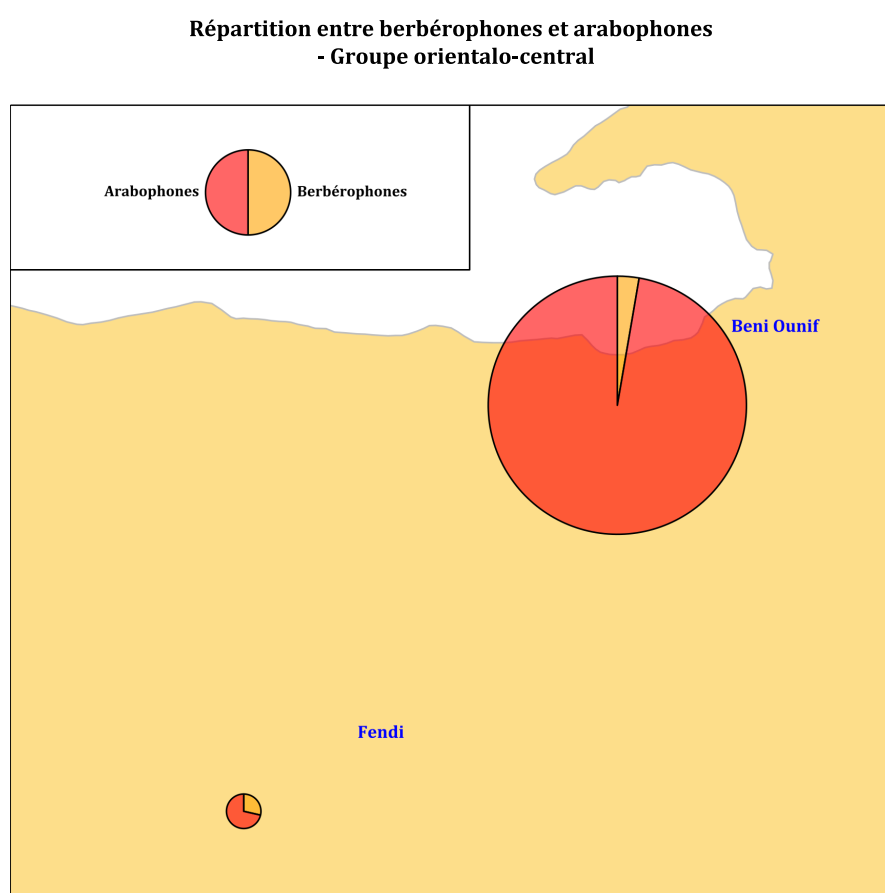 Répartition entre berbérophones et arabophones
- Groupe orientalo-central
Arabophones
Berbérophones
Beni Ounif
Fendi